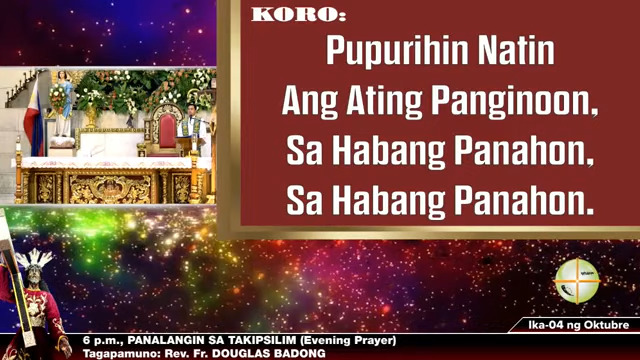 KORO:
Pupurihin Natin
Ang Ating Panginoon,
Sa Habang Panahon,
Sa Habang Panahon.
Ika-04 ng Oktubre
6 p.m., PANALANGIN SA TAKIPSILIM (Evening Prayer)
Tagapamuno: Rev. Fr. DOUGLAS BADONG